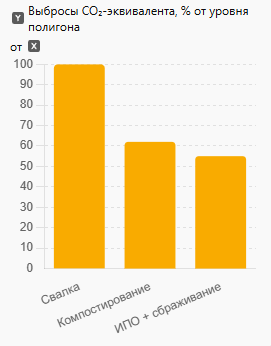 Y Выбросы CO₂-эквивалента, % от уровня
полигона
от X
100
90
80
70
60
50
40
30
20
10
0
Свалка
Компостирование
ИПО + сбраживание